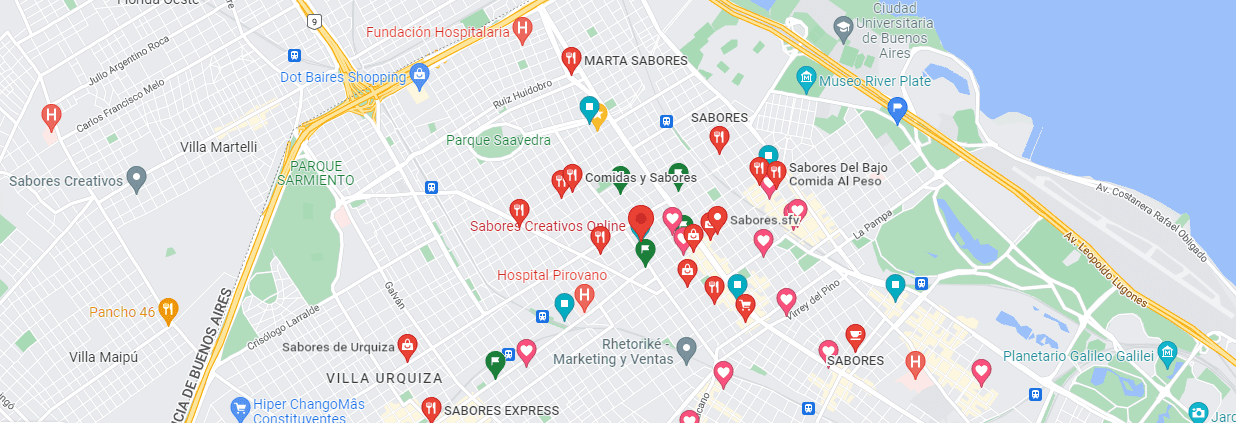 Florida Oeste
9
Fundación Hospitalaria
H
Ciudad
Universitaria
de Buenos
Aires
Julio Argentino Roca
MARTA SABORES
Dot Baires Shopping
Museo River Plate
Carlos Francisco Melo
Ruiz Huidobro
H
SABORES
Parque Saavedra
Villa Martelli
PARQUE
SARMIENTO
Sabores Del Bajo
Comida Al Peso
Sabores Creativos
Comidas y Sabores
Av. Costanera Rafael Obligado
Sabores Creativos Online
Sabores.sfv
La Pampa
Av. Leopoldo Lugones
Hospital Pirovano
H
Galván
Virrey del Pino
Pancho 46
Crisólogo Larralde
CIA DE BUENOS AIRES
Sabores de Urquiza
Rhetoriké -
Marketing y Ventas
SABORES
H
Planetario Galileo Galilei
Villa Maipú
VILLA URQUIZA
Hiper ChangoMâs
Constituyentes
SABORES EXPRESS
cano
Jard